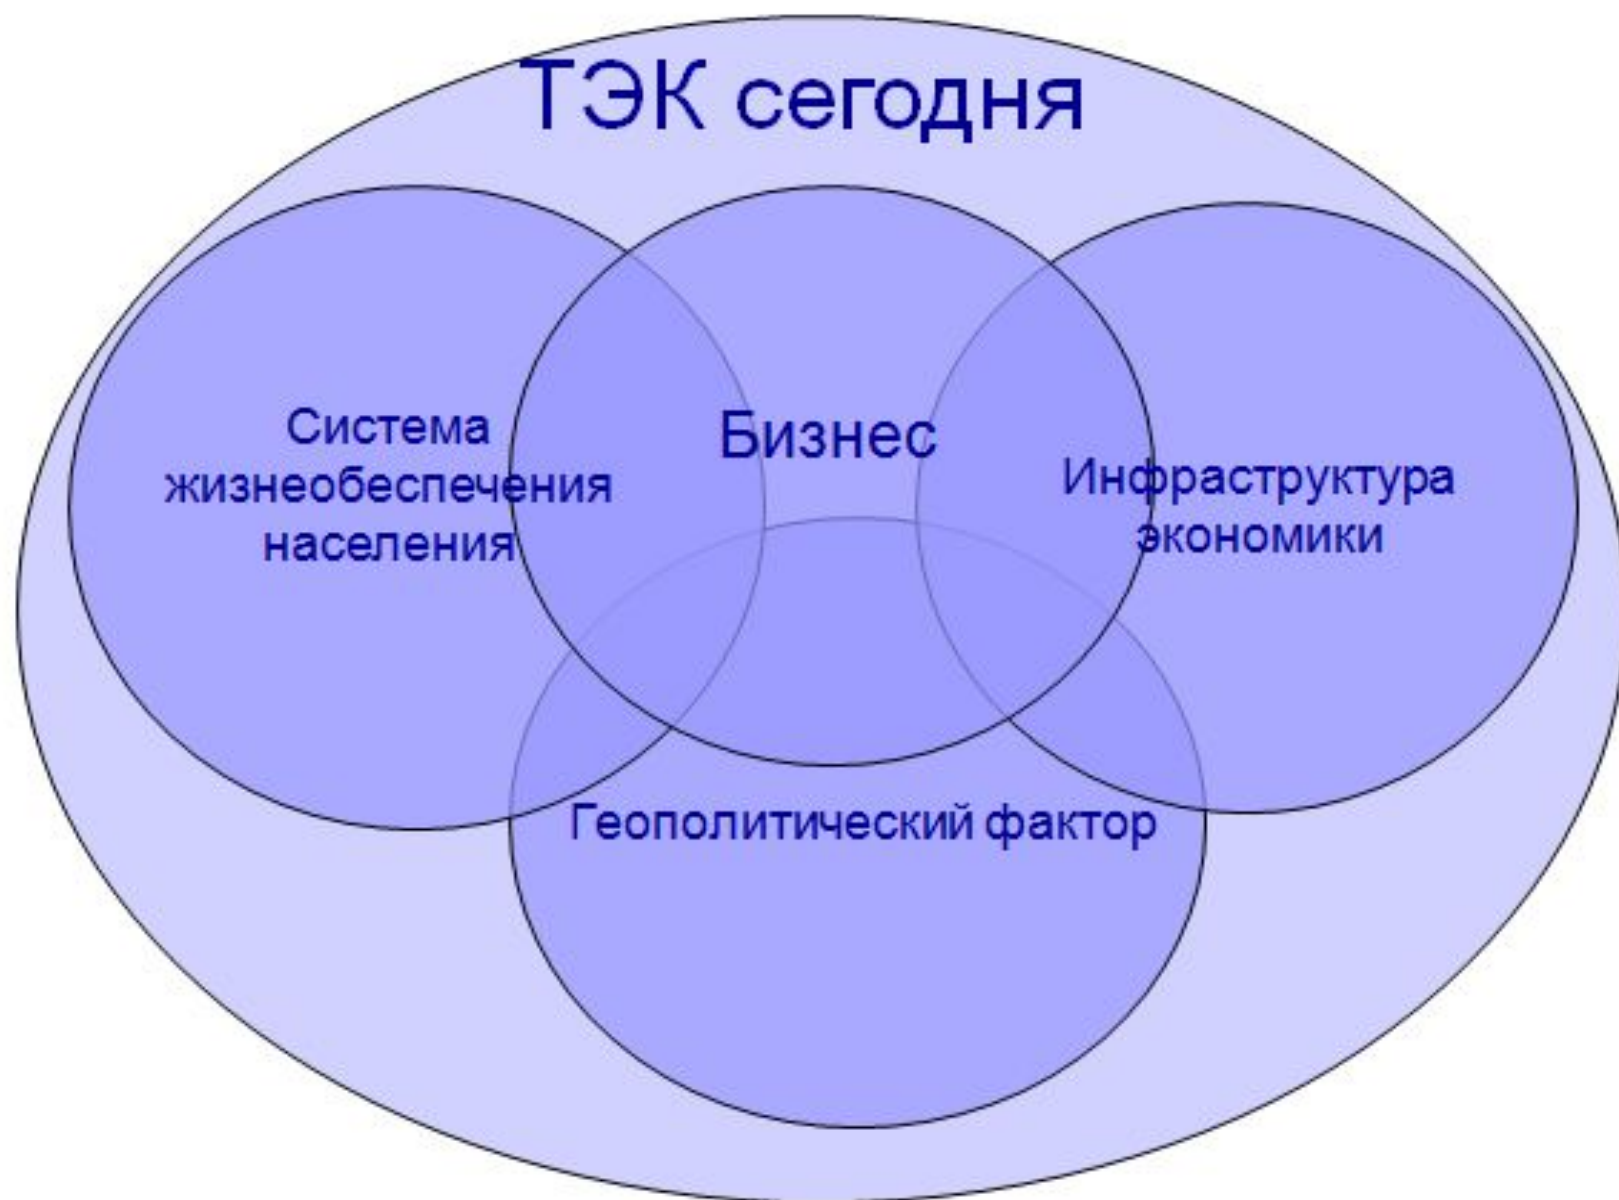 ТЭК сегодня
Система
жизнеобеспечения
населения
Бизнес
Инфраструктура
экономики
Геополитический фактор